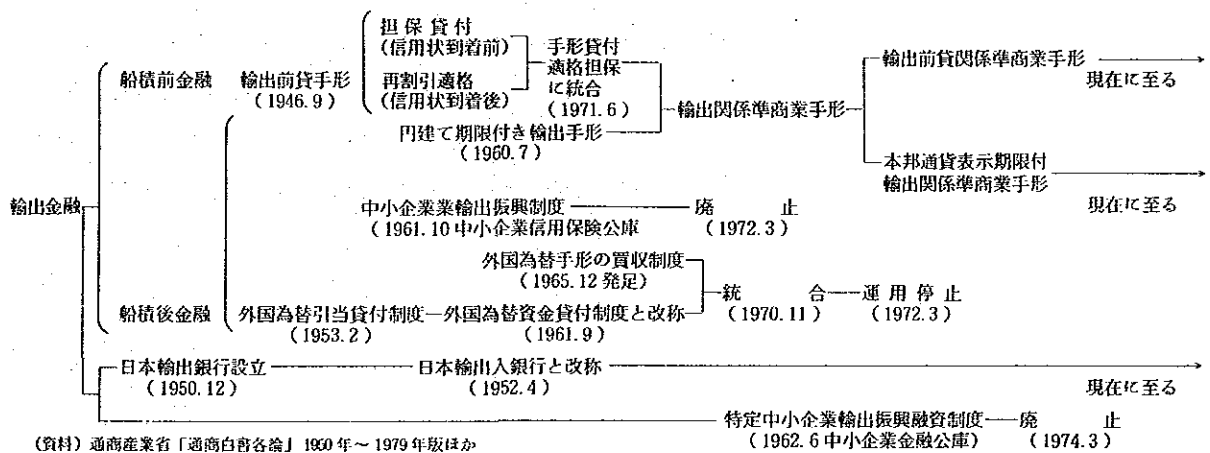 輸出金融
船積前金融
輸出前貸手形
(1946.9)
担保貸付
(信用状到着前)
再割引適格
(信用状到着後)
手形貸付
適格担保
に統合
(1971.6)
円建て期限付き輸出手形
(1960.7)
輸出関係準商業手形
輸出前貸関係準商業手形
現在に至る
本邦通貨表示期限付
輸出関係準商業手形
現在に至る
中小企業業輸出振興制度
(1961.10中小企業信用保険公庫
廃止
(1972.3)
船積後金融
外国為替手形の買収制度
(1965.12発足)
外国為替引当貸付制度
(1953.2)
外国為替資金貸付制度と改称
(1961.9)
統合
(1970.11)
運用停止
(1972.3)
日本輸出銀行設立
(1950.12)
日本輸出入銀行と改称
(1952.4)
現在に至る
特定中小企業輸出振興融資制度
(1962.6中小企業金融公庫)
廃止
(1974.3)
(資料)通商産業省「通商白書各論」1960年~1979年版ほか